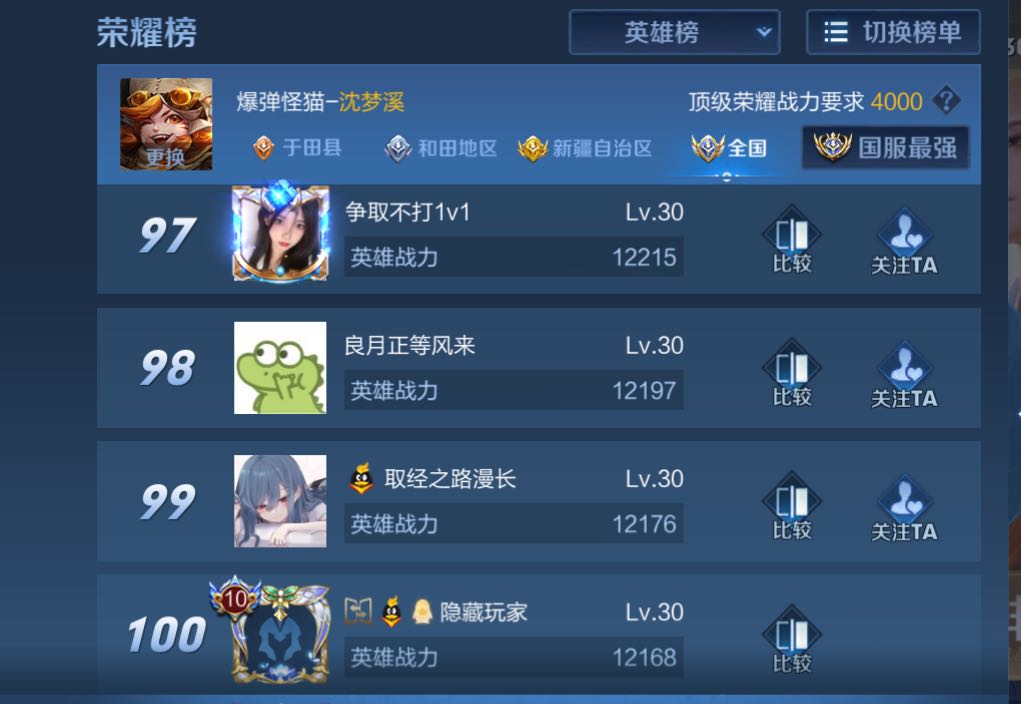 荣耀榜
英雄榜
切换榜单
更换
爆弹怪猫-沈梦溪
顶级荣耀战力要求 4000 ?
于田县
和田地区
新疆自治区
全国
国服最强
97
争取不打1v1
Lv.30
英雄战力
12215
比较
关注TA
98
良月正等风来
Lv.30
英雄战力
12197
比较
关注TA
99
取经之路漫长
Lv.30
英雄战力
12176
比较
关注TA
100
10
隐藏玩家
Lv.30
英雄战力
12168
比较